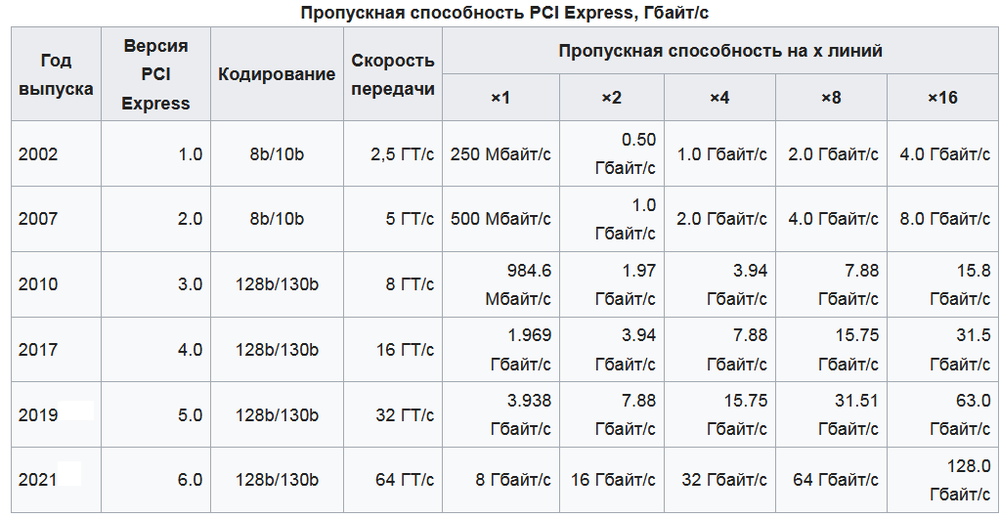 Пропускная способность PCI Express, Гбайт/с
Год выпуска Версия PCI Express Кодирование Скорость передачи Пропускная способность на x линий
×1 ×2 ×4 ×8 ×16
2002 1.0 8b/10b 2,5 ГТ/с 250 Мбайт/с 0.50 Гбайт/с 1.0 Гбайт/с 2.0 Гбайт/с 4.0 Гбайт/с
2007 2.0 8b/10b 5 ГТ/с 500 Мбайт/с 1.0 Гбайт/с 2.0 Гбайт/с 4.0 Гбайт/с 8.0 Гбайт/с
2010 3.0 128b/130b 8 ГТ/с 984.6 Мбайт/с 1.97 Гбайт/с 3.94 Гбайт/с 7.88 Гбайт/с 15.8 Гбайт/с
2017 4.0 128b/130b 16 ГТ/с 1.969 Гбайт/с 3.94 Гбайт/с 7.88 Гбайт/с 15.75 Гбайт/с 31.5 Гбайт/с
2019 5.0 128b/130b 32 ГТ/с 3.938 Гбайт/с 7.88 Гбайт/с 15.75 Гбайт/с 31.51 Гбайт/с 63.0 Гбайт/с
2021 6.0 128b/130b 64 ГТ/с 8 Гбайт/с 16 Гбайт/с 32 Гбайт/с 64 Гбайт/с 128.0 Гбайт/с